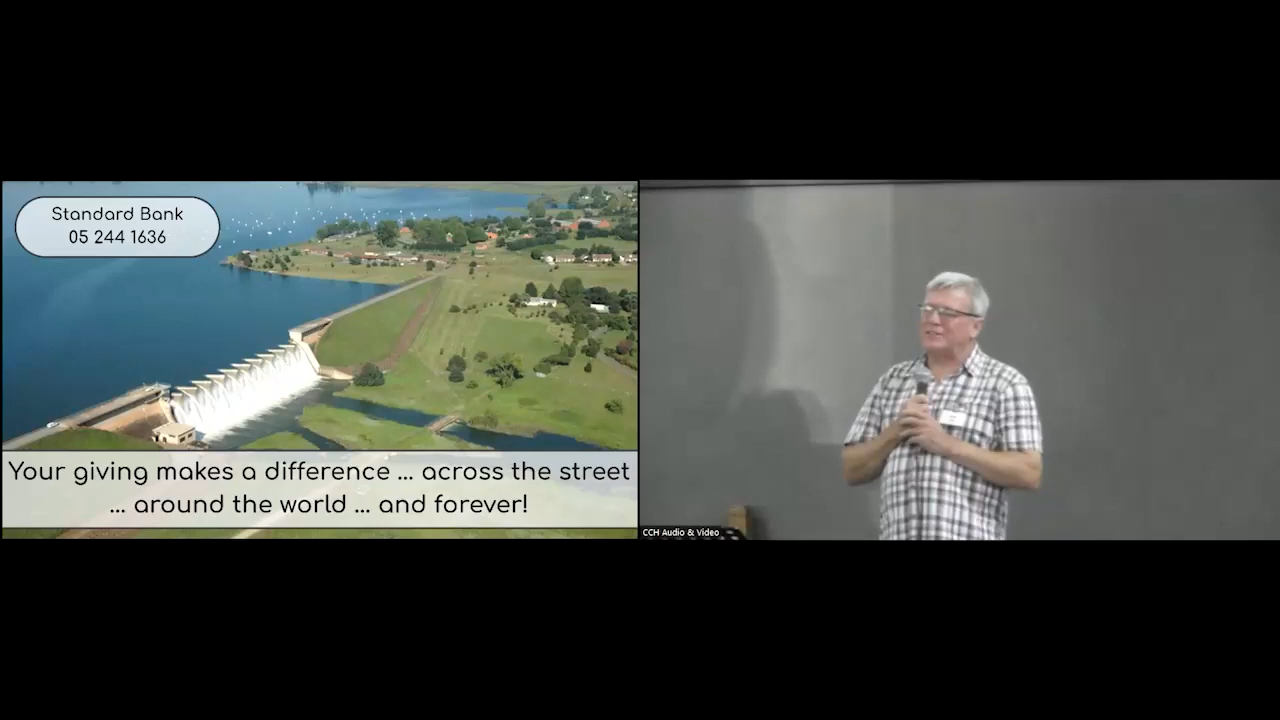 Standard Bank
05 244 1636
Your giving makes a difference ... across the street
... around the world ... and forever!
CCH Audio & Video